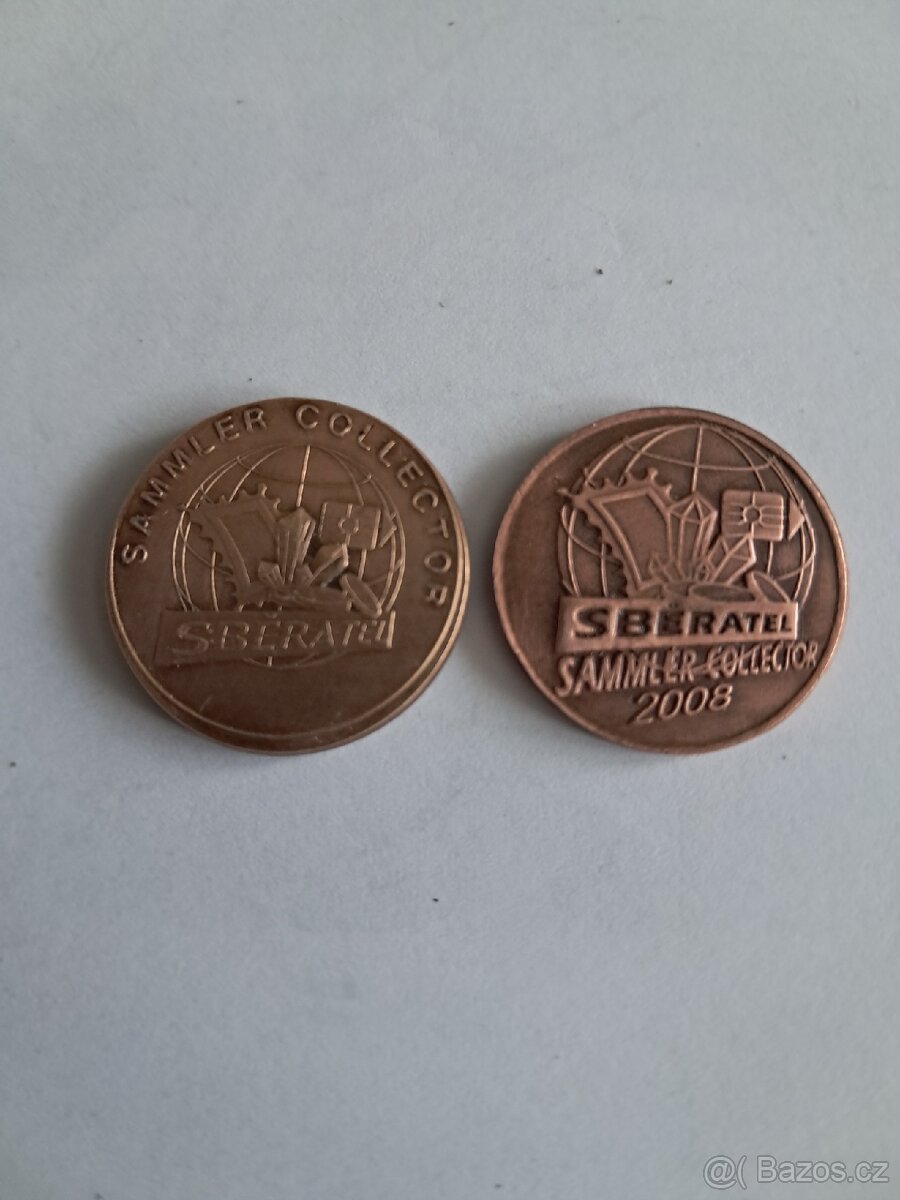 SAMMLER COLLECTOR
SBĚRATEL
SBĚRATEL
SAMMLER COLLECTOR
2008
@( Bazos.cz